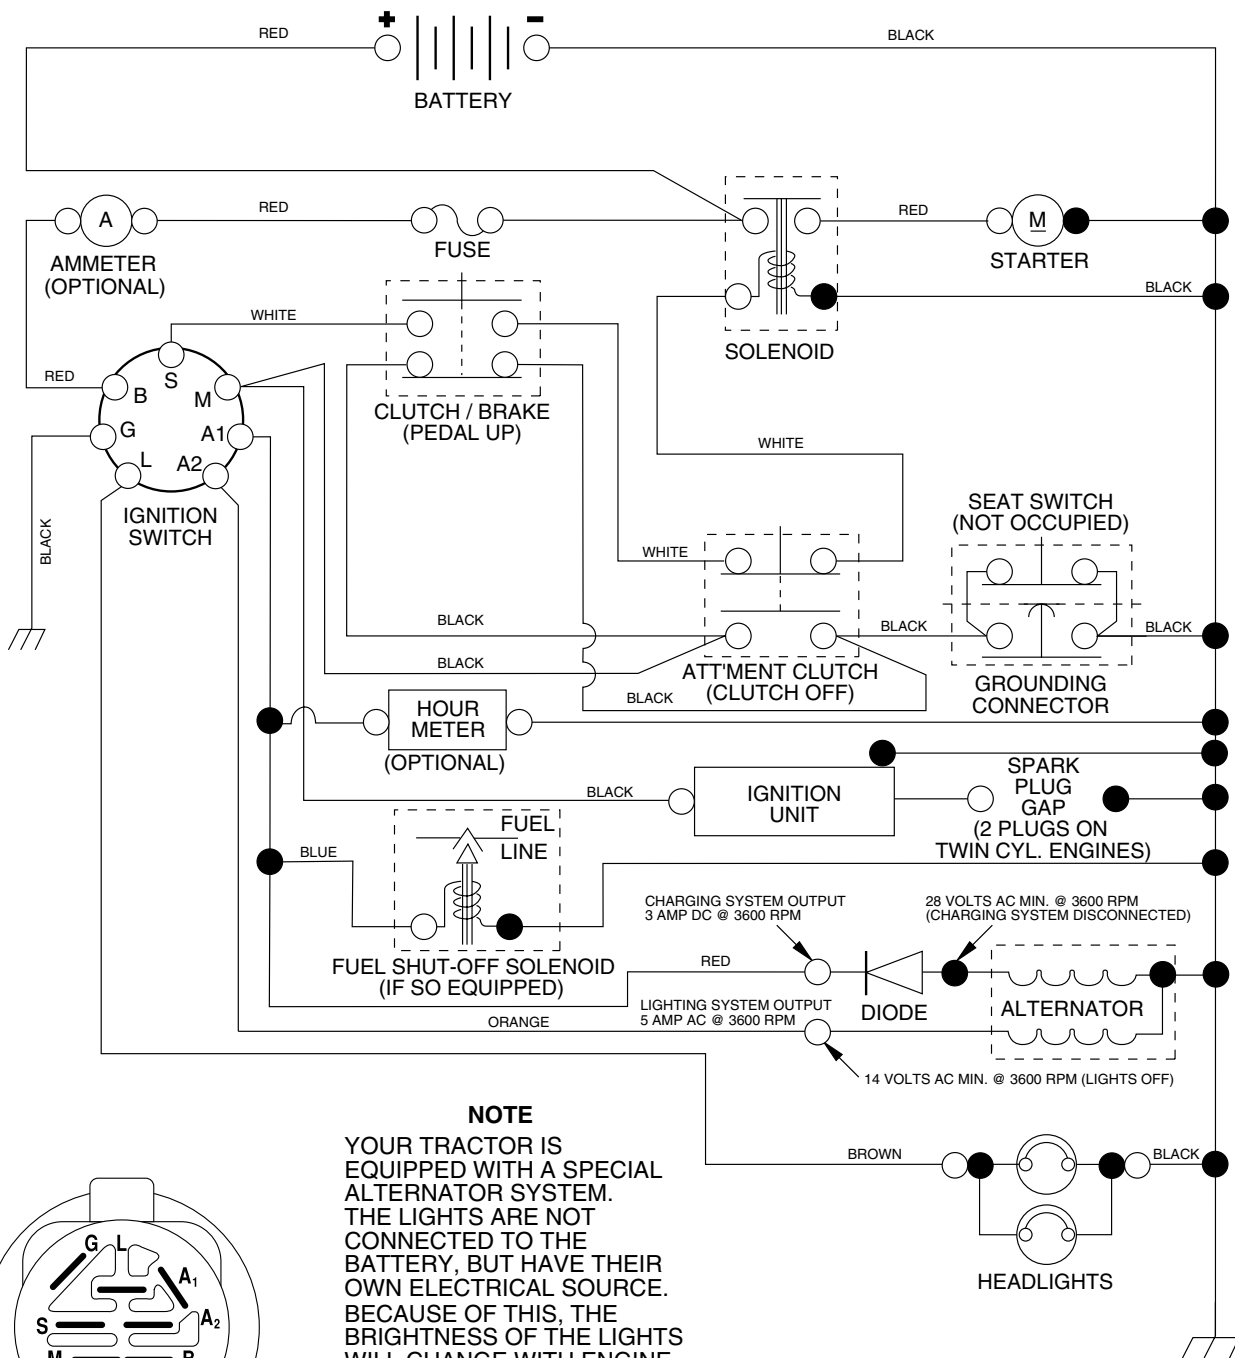 + −
RED
BLACK
BATTERY
A
RED
FUSE
RED
M
AMMETER
(OPTIONAL)
STARTER
BLACK
WHITE
SOLENOID
RED
S
B
M
G
A1
L
A2
CLUTCH / BRAKE
(PEDAL UP)
WHITE
IGNITION
SWITCH
BLACK
SEAT SWITCH
(NOT OCCUPIED)
WHITE
BLACK
BLACK
BLACK
BLACK
ATT'MENT CLUTCH
(CLUTCH OFF)
BLACK
GROUNDING
CONNECTOR
HOUR
METER
(OPTIONAL)
BLACK
IGNITION
UNIT
SPARK
PLUG
GAP
(2 PLUGS ON
TWIN CYL. ENGINES)
FUEL
LINE
BLUE
CHARGING SYSTEM OUTPUT
3 AMP DC @ 3600 RPM
28 VOLTS AC MIN. @ 3600 RPM
(CHARGING SYSTEM DISCONNECTED)
FUEL SHUT-OFF SOLENOID
(IF SO EQUIPPED)
RED
DIODE
ALTERNATOR
LIGHTING SYSTEM OUTPUT
5 AMP AC @ 3600 RPM
ORANGE
14 VOLTS AC MIN. @ 3600 RPM (LIGHTS OFF)
NOTE
YOUR TRACTOR IS
EQUIPPED WITH A SPECIAL
ALTERNATOR SYSTEM.
THE LIGHTS ARE NOT
CONNECTED TO THE
BATTERY, BUT HAVE THEIR
OWN ELECTRICAL SOURCE.
BECAUSE OF THIS, THE
BRIGHTNESS OF THE LIGHTS
WILL CHANGE WITH ENGINE
BROWN
BLACK
HEADLIGHTS
G L
A1
A2
S
M
B